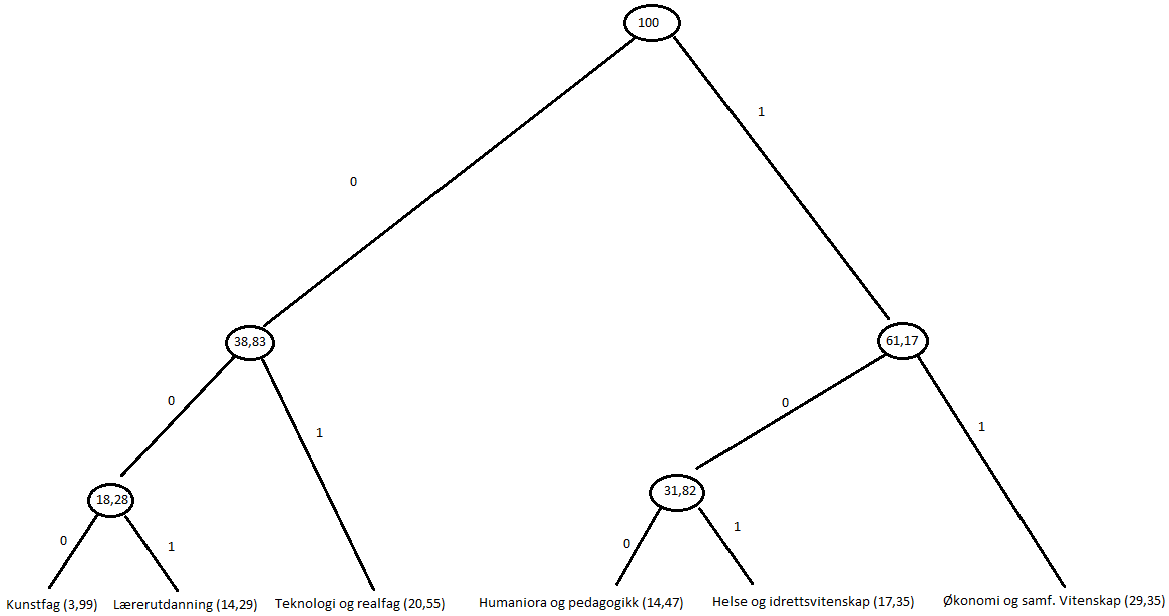 100
1
0
38,83
61,17
0
0
1
1
18,28
31,82
0
1
0
1
Kunstfag (3,99)
Lærerutdanning (14,29)
Teknologi og realfag (20,55)
Humaniora og pedagogikk (14,47)
Helse og idrettsvitenskap (17,35)
Økonomi og samf. Vitenskap (29,35)